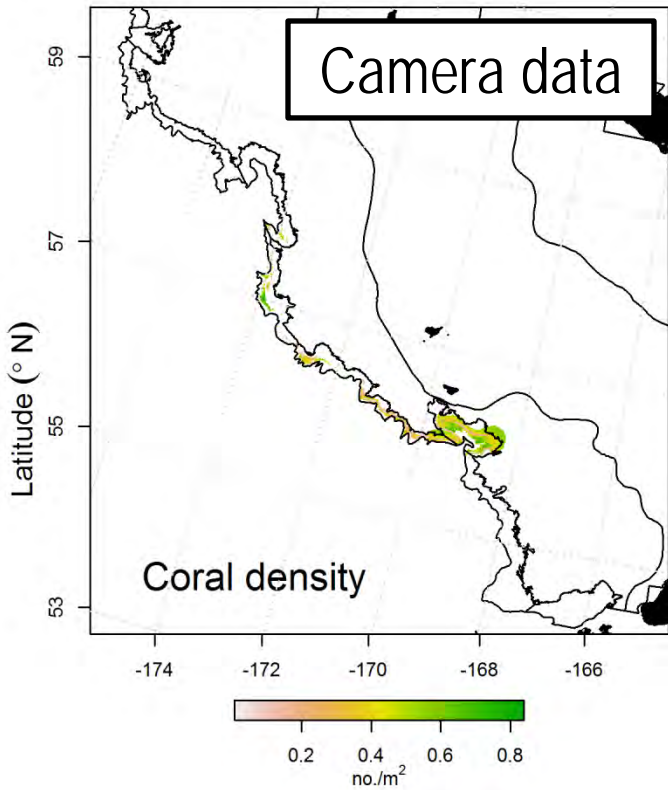 Camera data
59
57
55
53
Latitude (° N)
Coral density
-174 -172 -170 -168 -166
0.2 0.4 0.6 0.8
no./m²